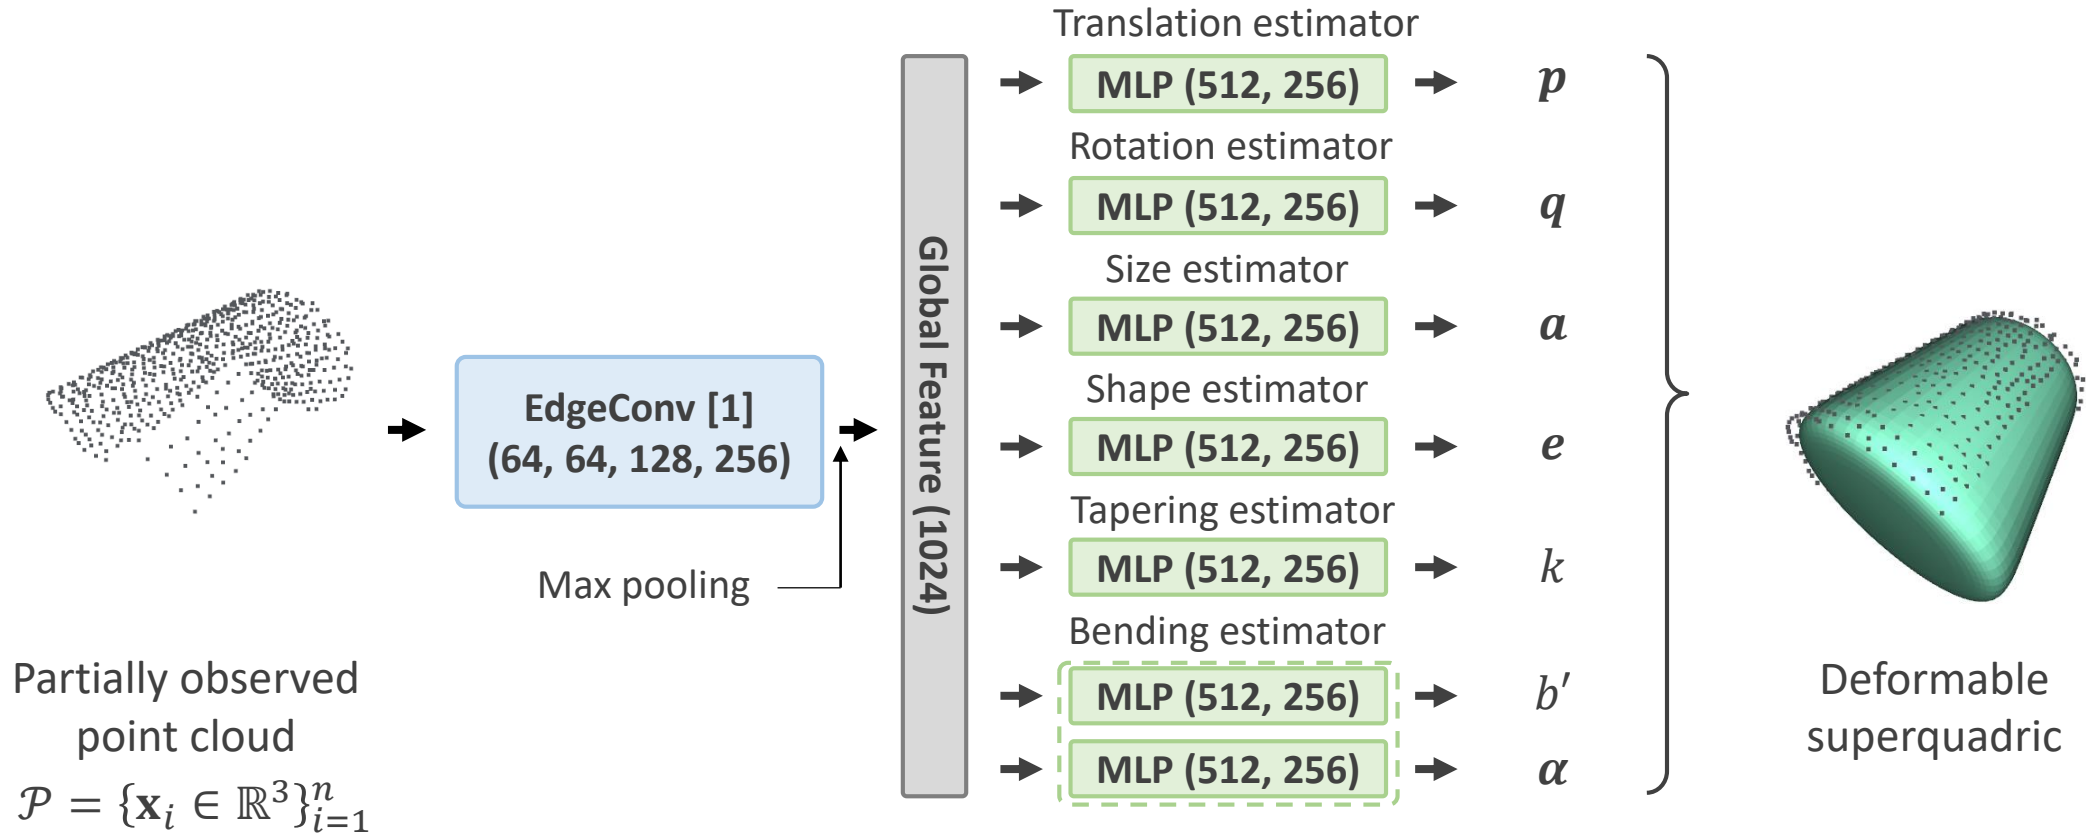 Partially observed
point cloud
𝒫 = {𝐱ᵢ ∈ ℝ³}ⁿᵢ₌₁
EdgeConv [1]
(64, 64, 128, 256)
Max pooling
Global Feature (1024)
Translation estimator
MLP (512, 256)
p
Rotation estimator
MLP (512, 256)
q
Size estimator
MLP (512, 256)
a
Shape estimator
MLP (512, 256)
e
Tapering estimator
MLP (512, 256)
k
Bending estimator
MLP (512, 256)
b′
MLP (512, 256)
α
Deformable
superquadric